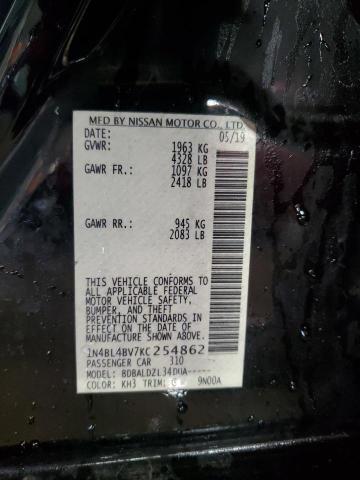 MFD BY NISSAN MOTOR CO., LTD.
DATE: 05/19
GVWR: 1963 KG
4328 LB
GAWR FR.: 1097 KG
2418 LB
GAWR RR.: 945 KG
2083 LB
THIS VEHICLE CONFORMS TO
ALL APPLICABLE FEDERAL
MOTOR VEHICLE SAFETY,
BUMPER, AND THEFT
PREVENTION STANDARDS IN
EFFECT ON THE DATE OF
MANUFACTURE SHOWN ABOVE.
1N4BL4BV7KC254862
PASSENGER CAR 310
MODEL: BDBALDZL34DUA-----
COLOR: KH3 TRIM: G 9N00A